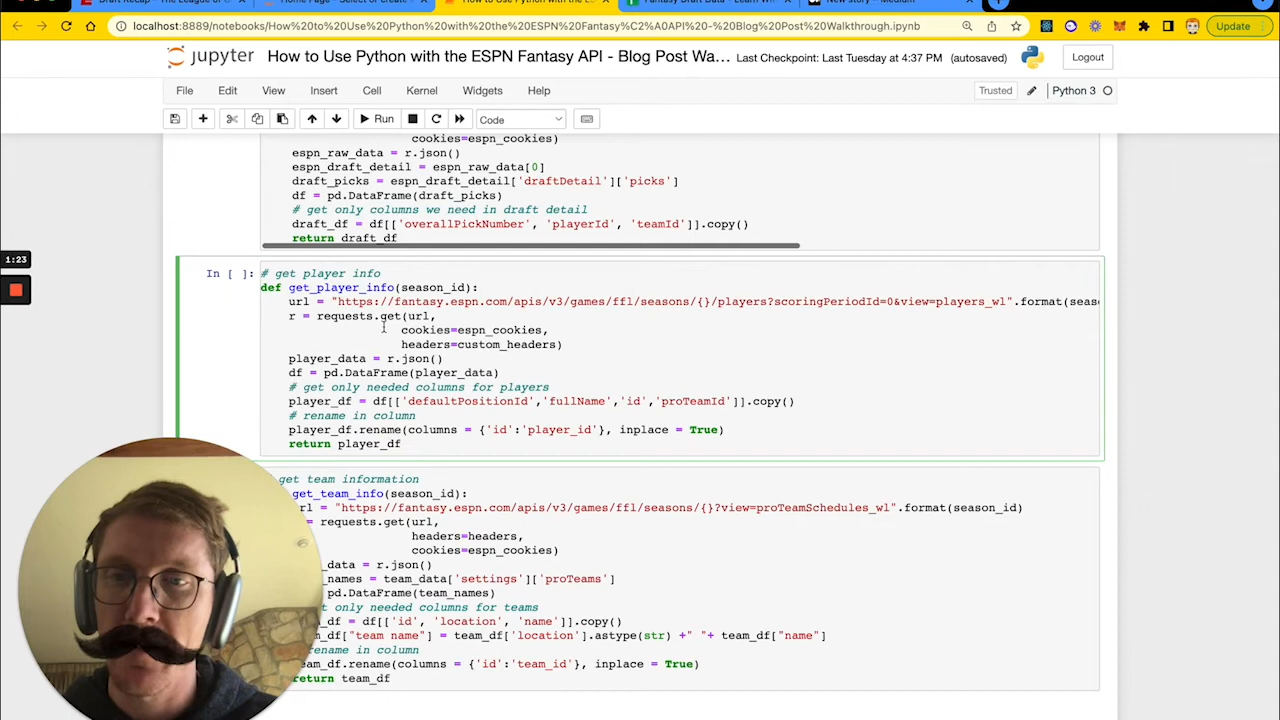 localhost:8889/notebooks/How%20to%20Use%20Python%20with%20the%20ESPN%20Fantasy%C2%A0API%20-%20Blog%20Post%20Walkthrough.ipynb
Update
jupyter How to Use Python with the ESPN Fantasy API - Blog Post Wa... Last Checkpoint: Last Tuesday at 4:37 PM (autosaved)
Logout
File Edit View Insert Cell Kernel Widgets Help
Trusted Python 3
Run Code
cookies=espn_cookies)
espn_raw_data = r.json()
espn_draft_detail = espn_raw_data[0]
draft_picks = espn_draft_detail['draftDetail']['picks']
df = pd.DataFrame(draft_picks)
# get only columns we need in draft detail
draft_df = df[['overallPickNumber', 'playerId', 'teamId']].copy()
return draft_df
1:23
In [ ]: # get player info
def get_player_info(season_id):
url = "https://fantasy.espn.com/apis/v3/games/ffl/seasons/{}/players?scoringPeriodId=0&view=players_wl".format(seas
r = requests.get(url,
cookies=espn_cookies,
headers=custom_headers)
player_data = r.json()
df = pd.DataFrame(player_data)
# get only needed columns for players
player_df = df[['defaultPositionId','fullName','id','proTeamId']].copy()
# rename in column
player_df.rename(columns = {'id':'player_id'}, inplace = True)
return player_df
get team information
get_team_info(season_id):
rl = "https://fantasy.espn.com/apis/v3/games/ffl/seasons/{}?view=proTeamSchedules_wl".format(season_id)
= requests.get(url,
headers=headers,
cookies=espn_cookies)
_data = r.json()
_names = team_data['settings']['proTeams']
pd.DataFrame(team_names)
t only needed columns for teams
_df = df[['id', 'location', 'name']].copy()
m_df["team name"] = team_df['location'].astype(str) +" "+ team_df["name"]
rename in column
eam_df.rename(columns = {'id':'team_id'}, inplace = True)
return team_df